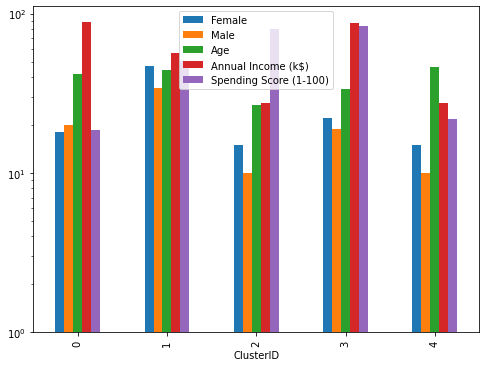 10²
10¹
10⁰
Female
Male
Age
Annual Income (k$)
Spending Score (1-100)
0
1
2
3
4
ClusterID